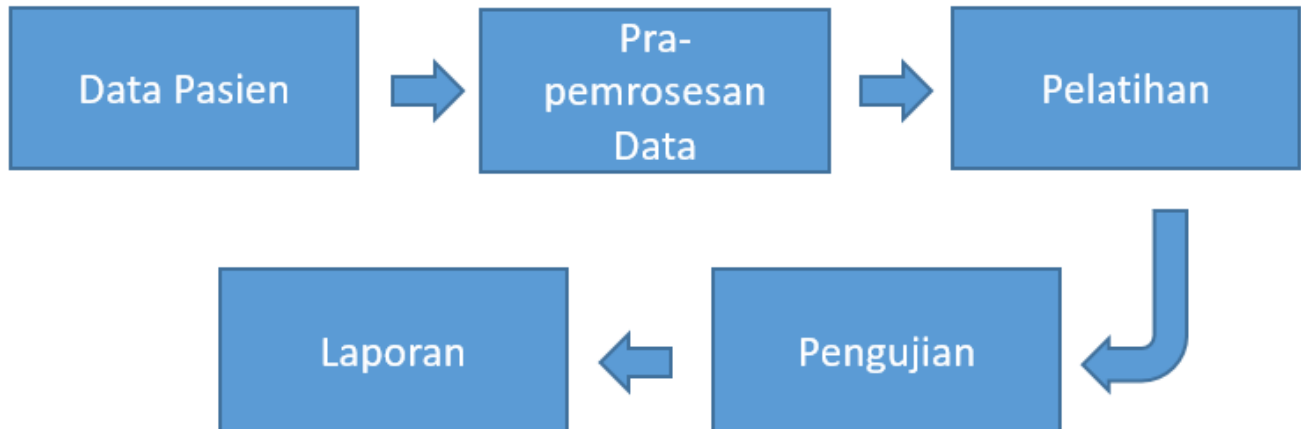 Data Pasien
Pra-
pemrosesan
Data
Pelatihan
Laporan
Pengujian